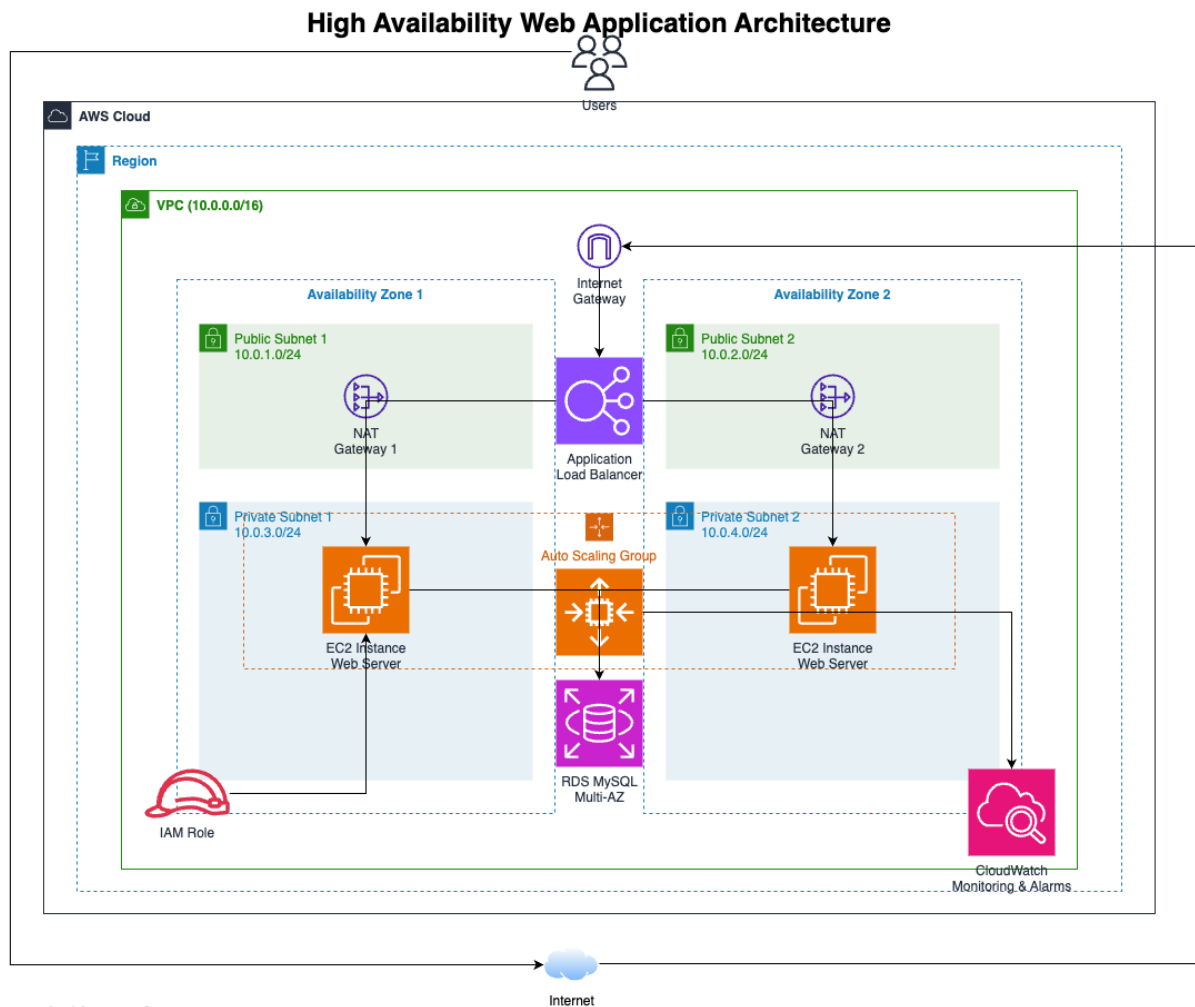 High Availability Web Application Architecture
Users
AWS Cloud
Region
VPC (10.0.0.0/16)
Internet
Gateway
Availability Zone 1
Availability Zone 2
Public Subnet 1
10.0.1.0/24
Public Subnet 2
10.0.2.0/24
NAT
Gateway 1
NAT
Gateway 2
Application
Load Balancer
Private Subnet 1
10.0.3.0/24
Private Subnet 2
10.0.4.0/24
Auto Scaling Group
EC2 Instance
Web Server
EC2 Instance
Web Server
RDS MySQL
Multi-AZ
IAM Role
CloudWatch
Monitoring & Alarms
Internet